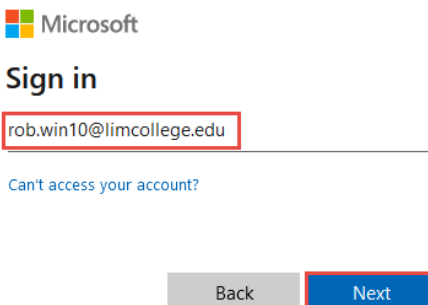 Microsoft
Sign in
rob.win10@limcollege.edu
Can't access your account?
Back Next